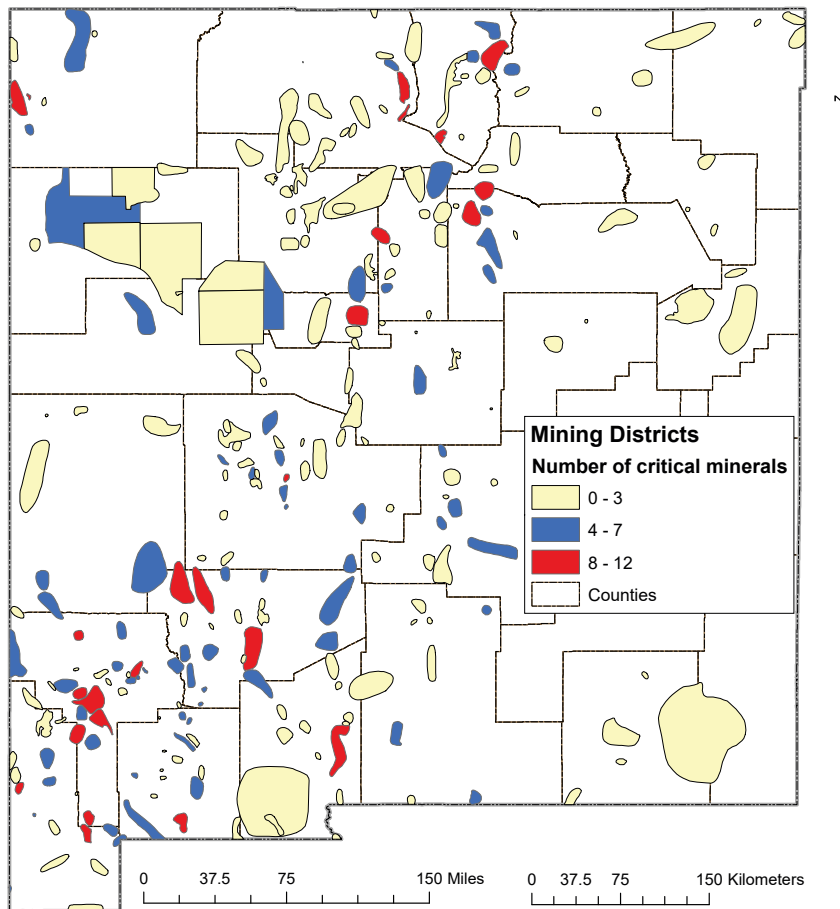 Mining Districts
Number of critical minerals
0 - 3
4 - 7
8 - 12
Counties
0 37.5 75 150 Miles
0 37.5 75 150 Kilometers